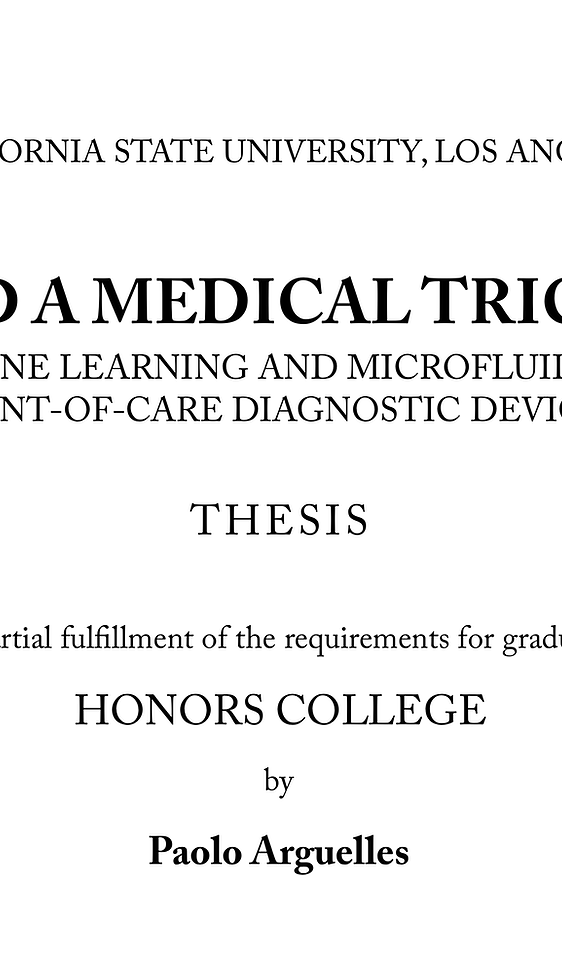 ORNIA STATE UNIVERSITY, LOS ANG
D A MEDICAL TRIC
NE LEARNING AND MICROFLUID
NT-OF-CARE DIAGNOSTIC DEVIC
THESIS
rtial fulfillment of the requirements for gradu
HONORS COLLEGE
by
Paolo Arguelles